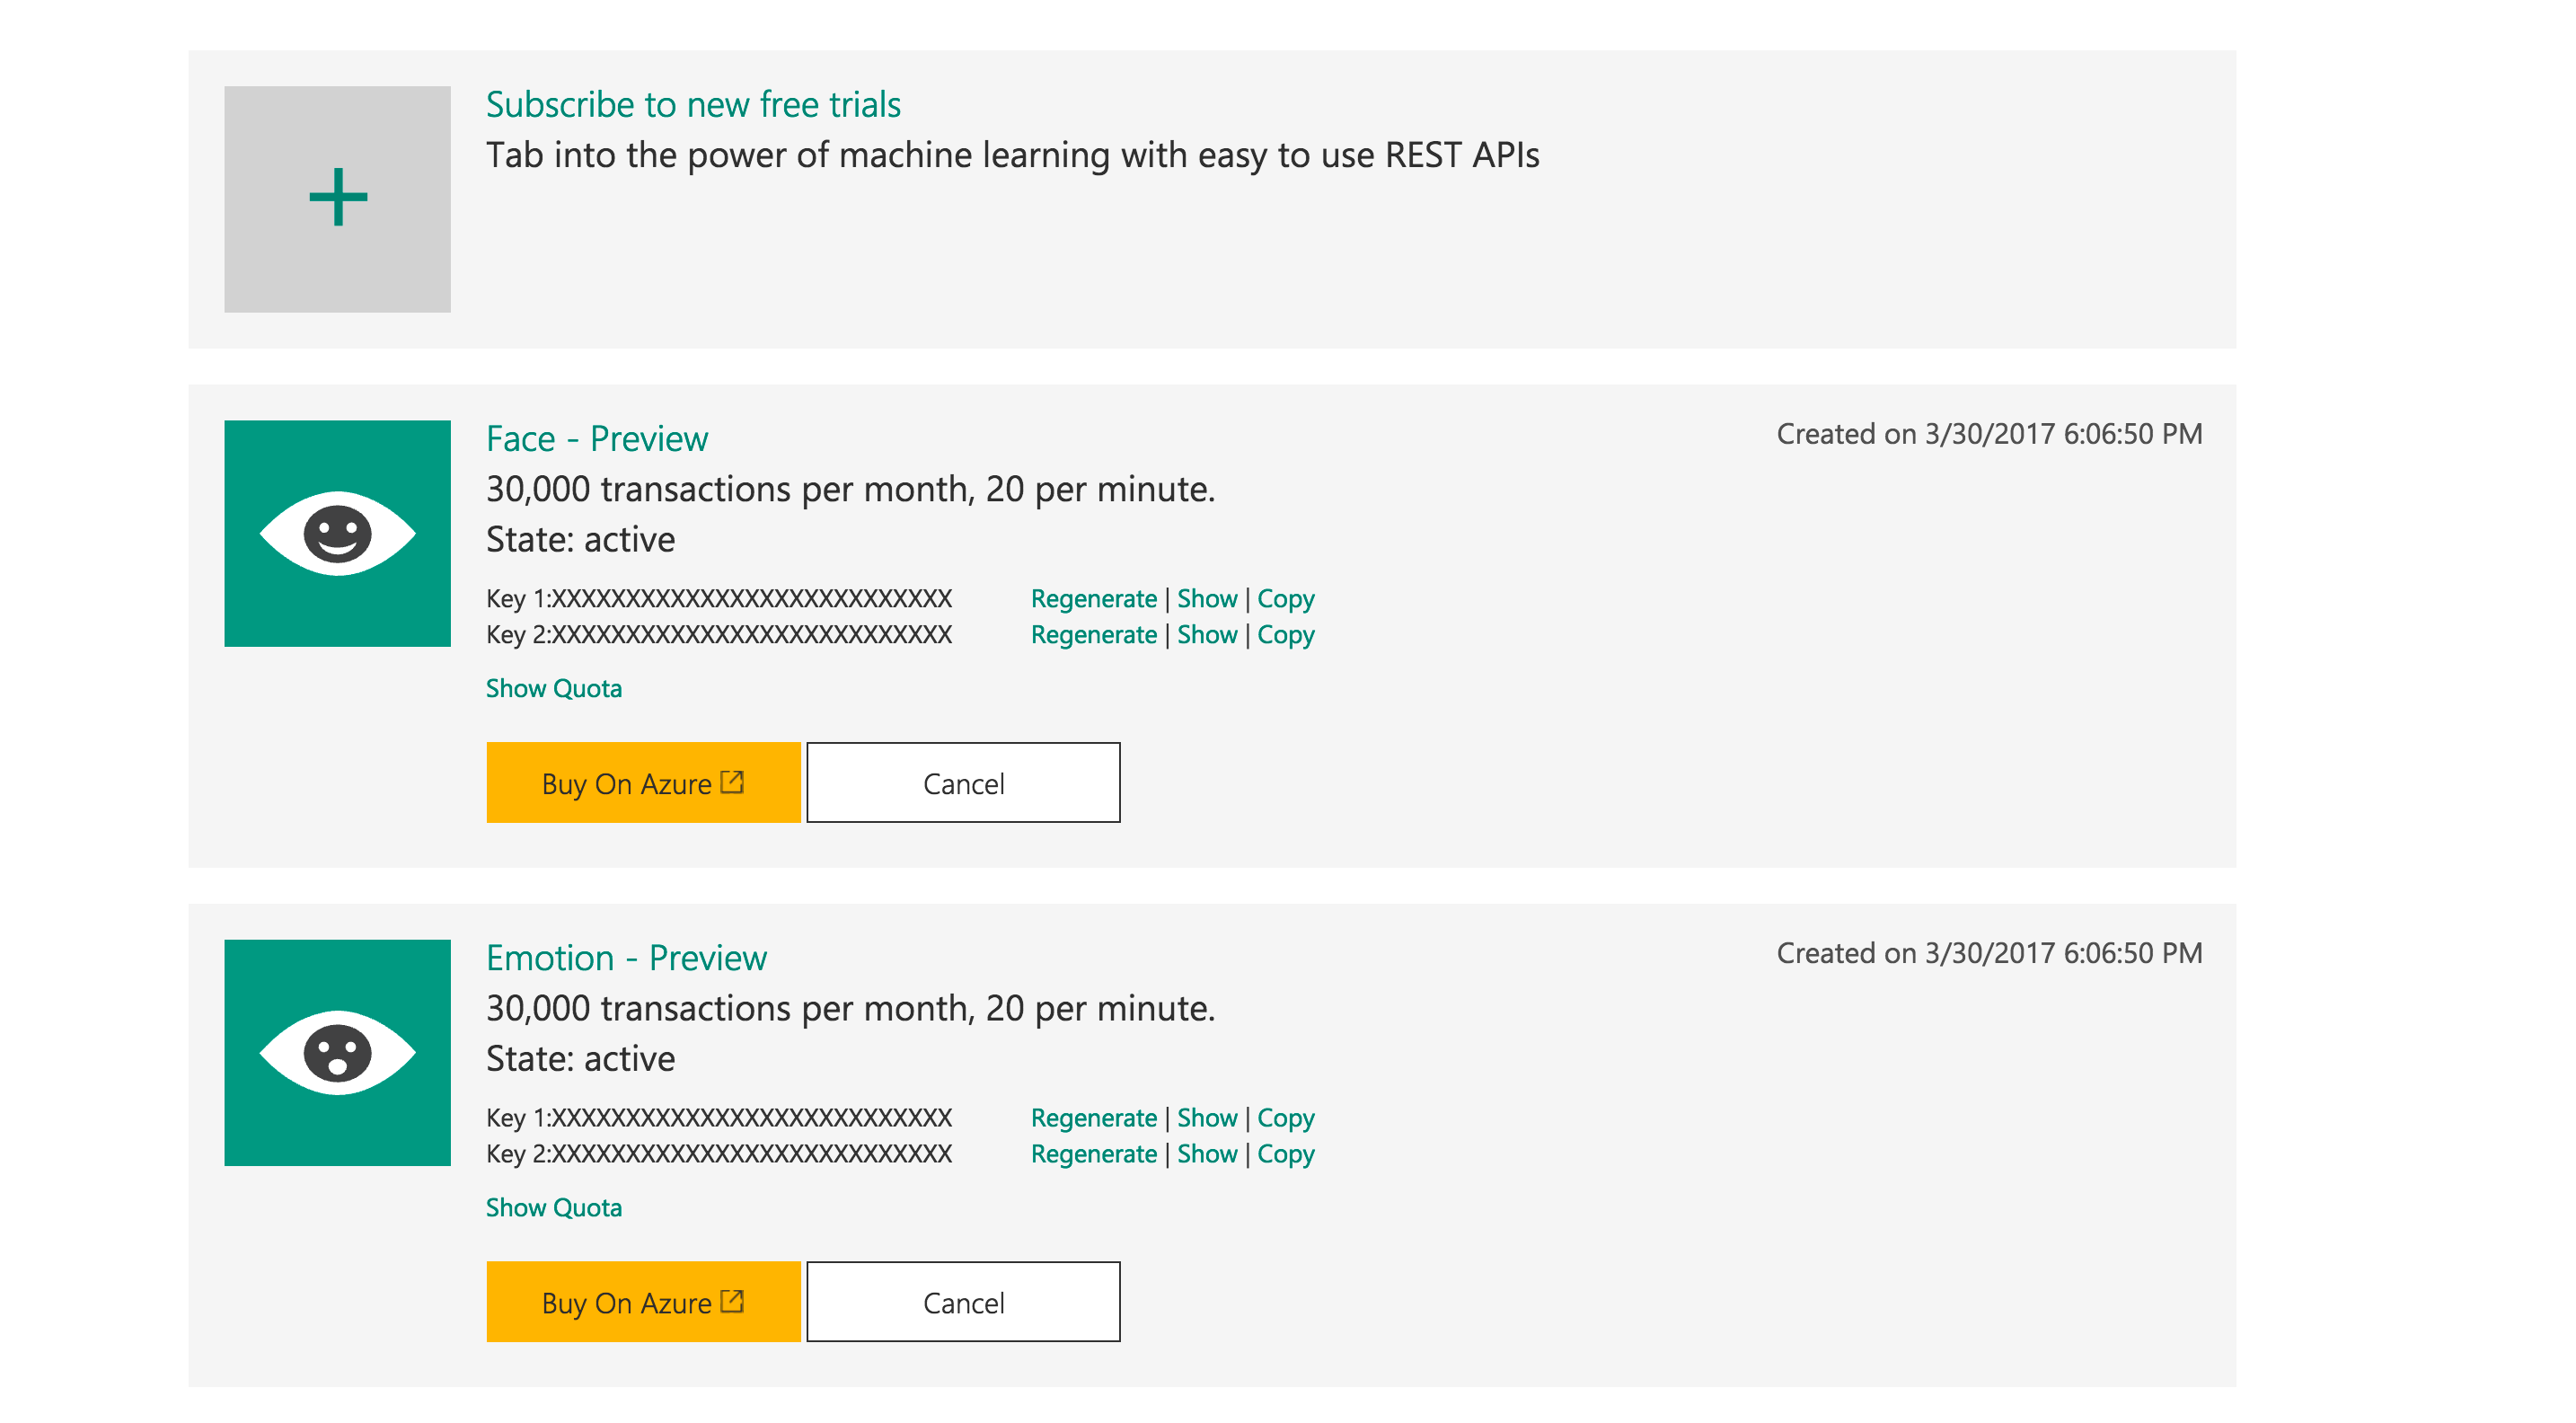 Subscribe to new free trials
Tab into the power of machine learning with easy to use REST APIs
Face - Preview
Created on 3/30/2017 6:06:50 PM
30,000 transactions per month, 20 per minute.
State: active
Key 1:XXXXXXXXXXXXXXXXXXXXXXXXXXX Regenerate | Show | Copy
Key 2:XXXXXXXXXXXXXXXXXXXXXXXXXXX Regenerate | Show | Copy
Show Quota
Buy On Azure Cancel
Emotion - Preview
Created on 3/30/2017 6:06:50 PM
30,000 transactions per month, 20 per minute.
State: active
Key 1:XXXXXXXXXXXXXXXXXXXXXXXXXXX Regenerate | Show | Copy
Key 2:XXXXXXXXXXXXXXXXXXXXXXXXXXX Regenerate | Show | Copy
Show Quota
Buy On Azure Cancel